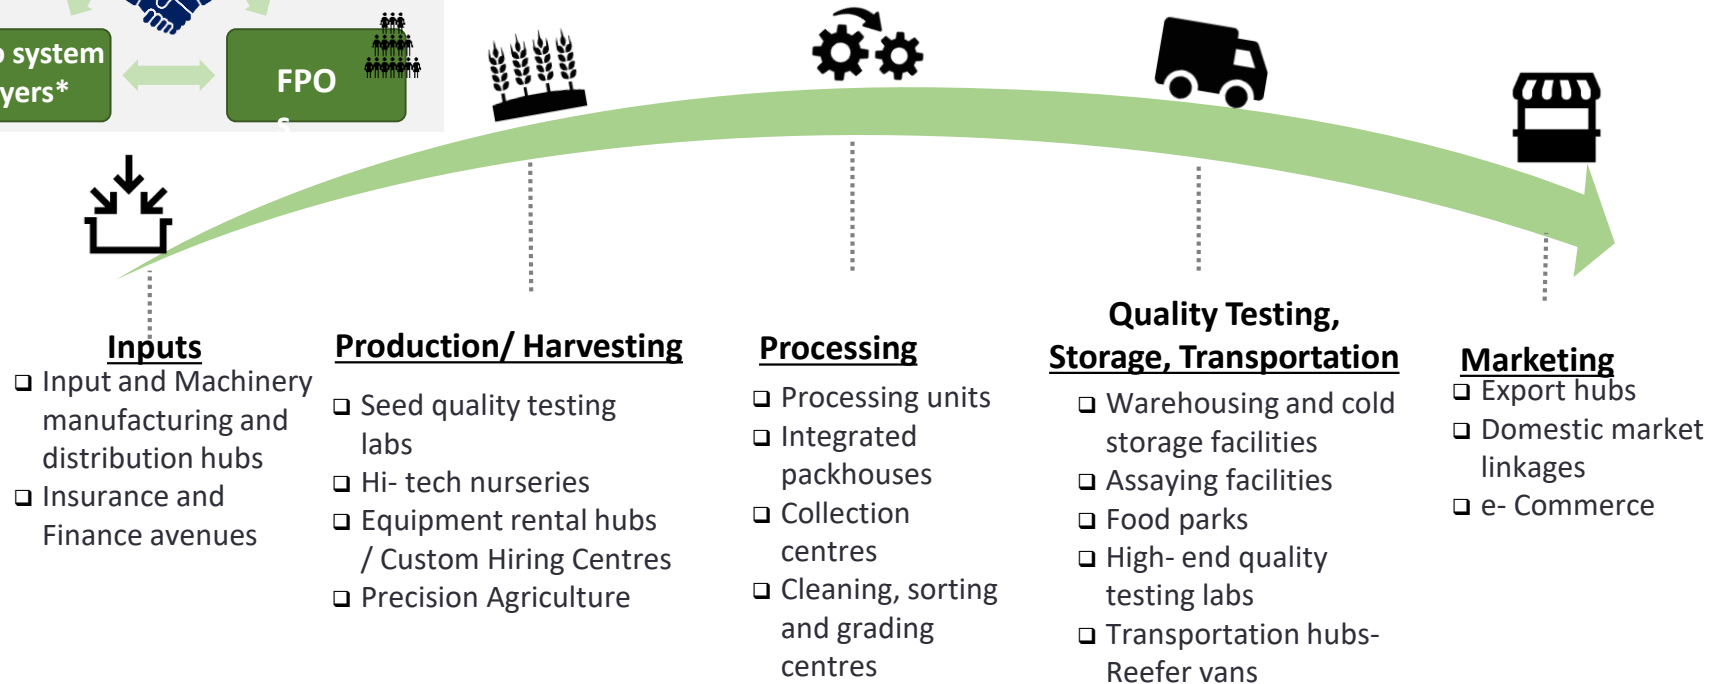 system
yers*
FPO
s
Inputs
Input and Machinery
manufacturing and
distribution hubs
Insurance and
Finance avenues
Production/ Harvesting
Seed quality testing
labs
Hi- tech nurseries
Equipment rental hubs
/ Custom Hiring Centres
Precision Agriculture
Processing
Processing units
Integrated
packhouses
Collection
centres
Cleaning, sorting
and grading
centres
Quality Testing,
Storage, Transportation
Warehousing and cold
storage facilities
Assaying facilities
Food parks
High- end quality
testing labs
Transportation hubs-
Reefer vans
Marketing
Export hubs
Domestic market
linkages
e- Commerce